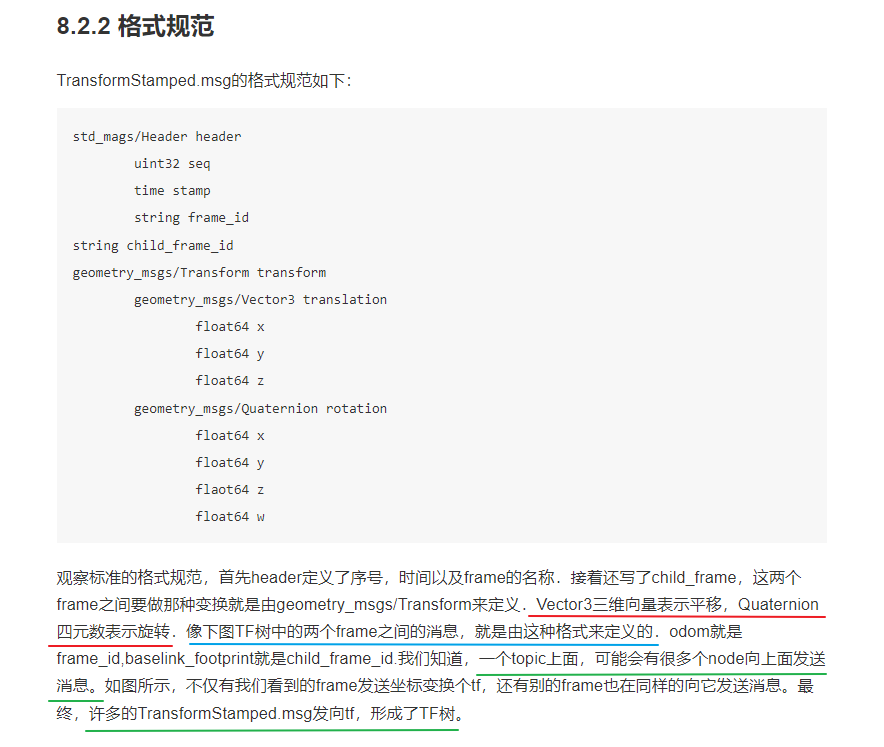 8.2.2 格式规范
TransformStamped.msg的格式规范如下：
std_mags/Header header
uint32 seq
time stamp
string frame_id
string child_frame_id
geometry_msgs/Transform transform
geometry_msgs/Vector3 translation
float64 x
float64 y
float64 z
geometry_msgs/Quaternion rotation
float64 x
float64 y
flaot64 z
float64 w
观察标准的格式规范，首先header定义了序号，时间以及frame的名称．接着还写了child_frame，这两个
frame之间要做那种变换就是由geometry_msgs/Transform来定义．Vector3三维向量表示平移，Quaternion
四元数表示旋转．像下图TF树中的两个frame之间的消息，就是由这种格式来定义的．odom就是
frame_id,baselink_footprint就是child_frame_id.我们知道，一个topic上面，可能会有很多个node向上面发送
消息。如图所示，不仅有我们看到的frame发送坐标变换个tf，还有别的frame也在同样的向它发送消息。最
终，许多的TransformStamped.msg发向tf，形成了TF树。